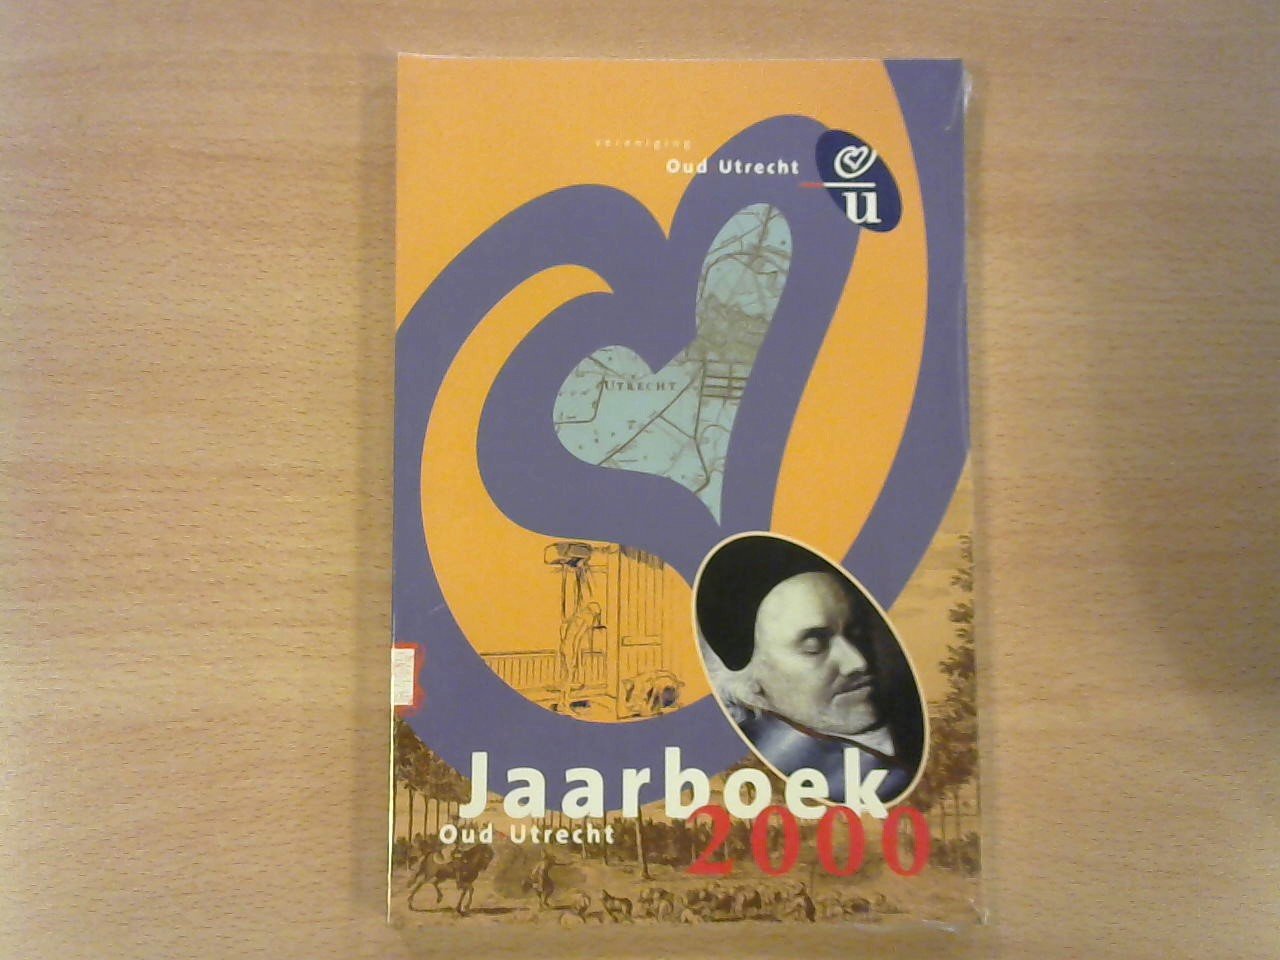 vereniging
Oud Utrecht
u
UTRECHT
Jaarboek
Oud Utrecht
2000